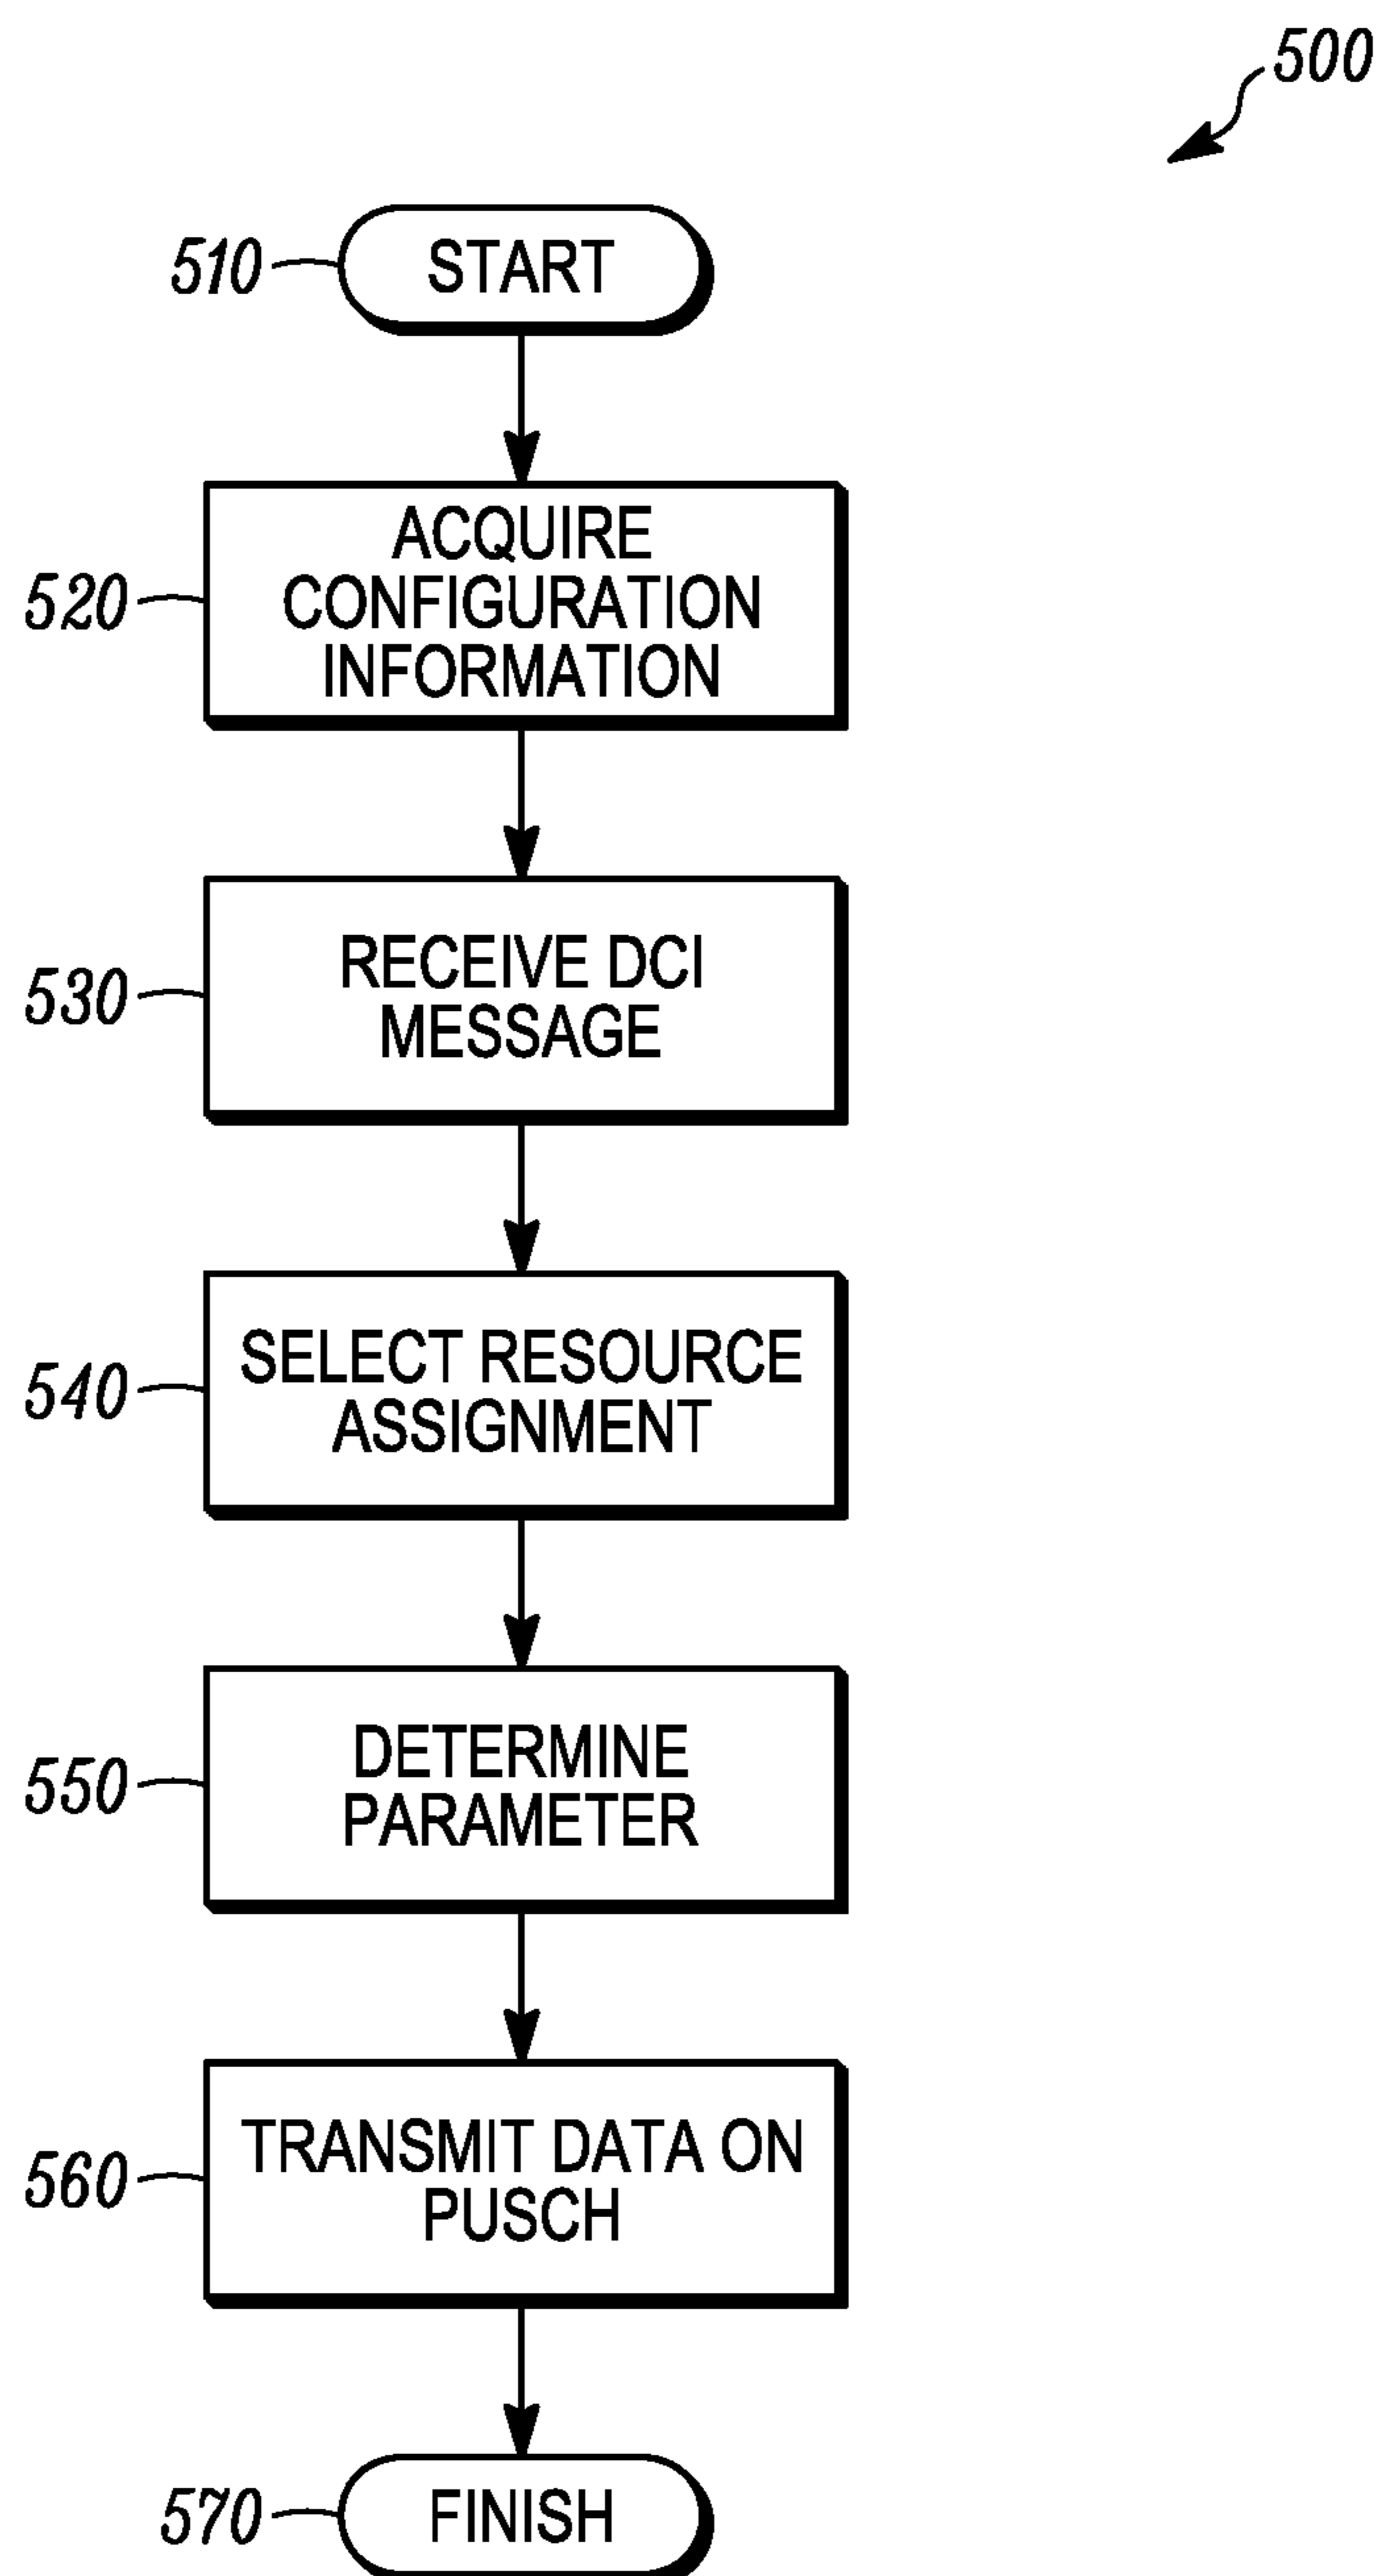 500
510
START
520
ACQUIRE
CONFIGURATION
INFORMATION
530
RECEIVE DCI
MESSAGE
540
SELECT RESOURCE
ASSIGNMENT
550
DETERMINE
PARAMETER
560
TRANSMIT DATA ON
PUSCH
570
FINISH